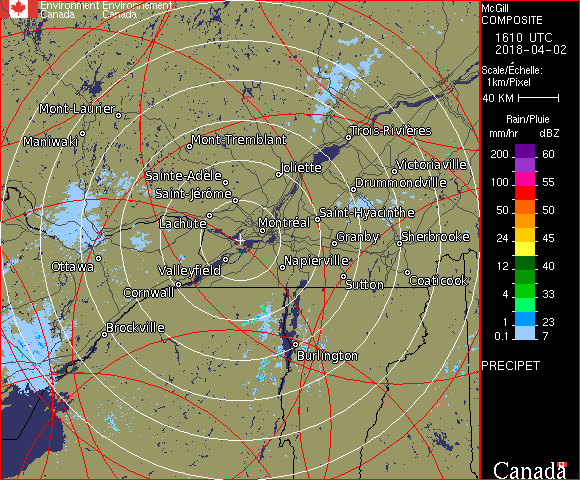 Environment Environnement
Canada Canada
McGill
COMPOSITE
1610 UTC
2018-04-02
Scale/Échelle:
1km/Pixel
40 KM
Rain/Pluie
mm/hr dBZ
200 60
100 55
50 50
24 45
12 40
4 33
1 23
0.1 7
PRECIPET
Canada
Mont-Laurier
Maniwaki
Mont-Tremblant
Trois-Rivières
Joliette
Victoriaville
Sainte-Adèle
Drummondville
Saint-Jérôme
Lachute
Saint-Hyacinthe
Montréal
Granby
Sherbrooke
Ottawa
Valleyfield
Napierville
Cornwall
Sutton
Coaticook
Brockville
Burlington